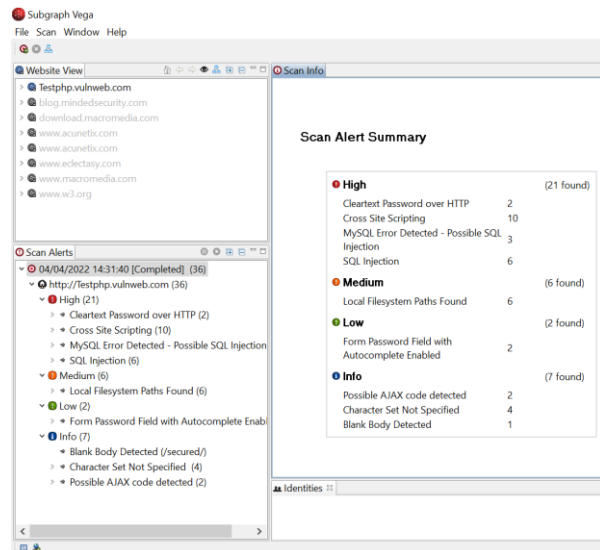 Subgraph Vega
File Scan Window Help
Website View
Testphp.vulnweb.com
blog.mindedsecurity.com
download.macromedia.com
www.acunetix.com
www.acunetix.com
www.eclectasy.com
www.macromedia.com
www.w3.org
Scan Alerts
04/04/2022 14:31:40 [Completed] (36)
http://Testphp.vulnweb.com (36)
High (21)
Cleartext Password over HTTP (2)
Cross Site Scripting (10)
MySQL Error Detected - Possible SQL Injection
SQL Injection (6)
Medium (6)
Local Filesystem Paths Found (6)
Low (2)
Form Password Field with Autocomplete Enabl
Info (7)
Blank Body Detected (/secured/)
Character Set Not Specified (4)
Possible AJAX code detected (2)
Scan Info
Scan Alert Summary
High (21 found)
Cleartext Password over HTTP 2
Cross Site Scripting 10
MySQL Error Detected - Possible SQL
Injection 3
SQL Injection 6
Medium (6 found)
Local Filesystem Paths Found 6
Low (2 found)
Form Password Field with
Autocomplete Enabled 2
Info (7 found)
Possible AJAX code detected 2
Character Set Not Specified 4
Blank Body Detected 1
Identities